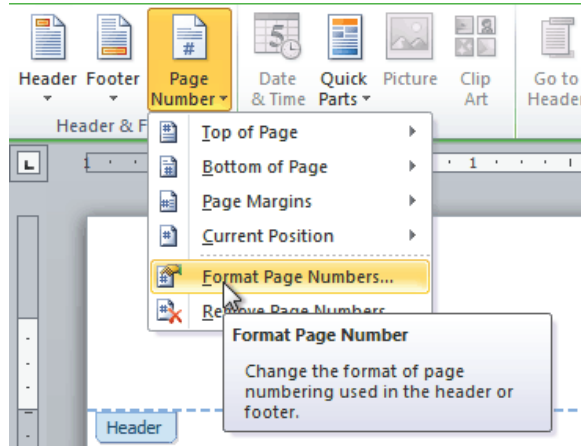 Header Footer Page Number Date & Time Quick Parts Picture Clip Art Go to Header
Header & F
L 1 1
Top of Page
Bottom of Page
Page Margins
Current Position
Format Page Numbers...
Remove Page Numbers
Format Page Number
Change the format of page
numbering used in the header or
footer.
Header